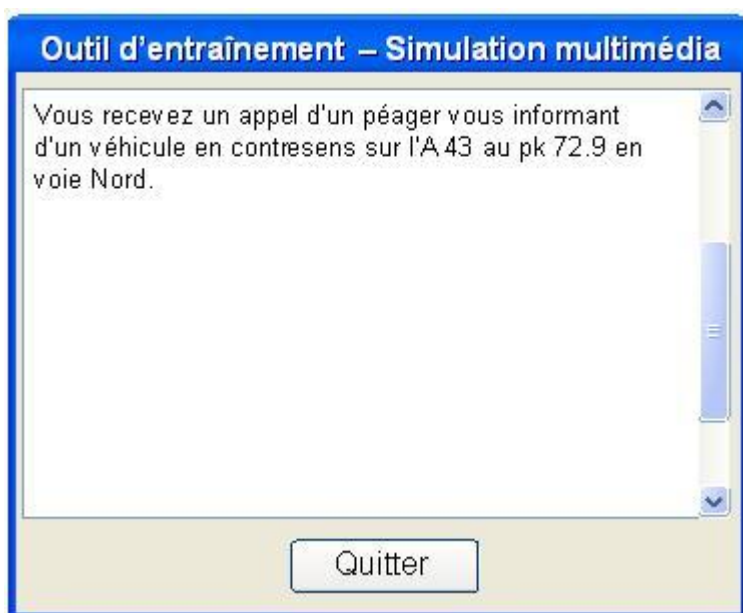 Outil d'entraînement – Simulation multimédia
Vous recevez un appel d'un péager vous informant
d'un véhicule en contresens sur l'A 43 au pk 72.9 en
voie Nord.
Quitter